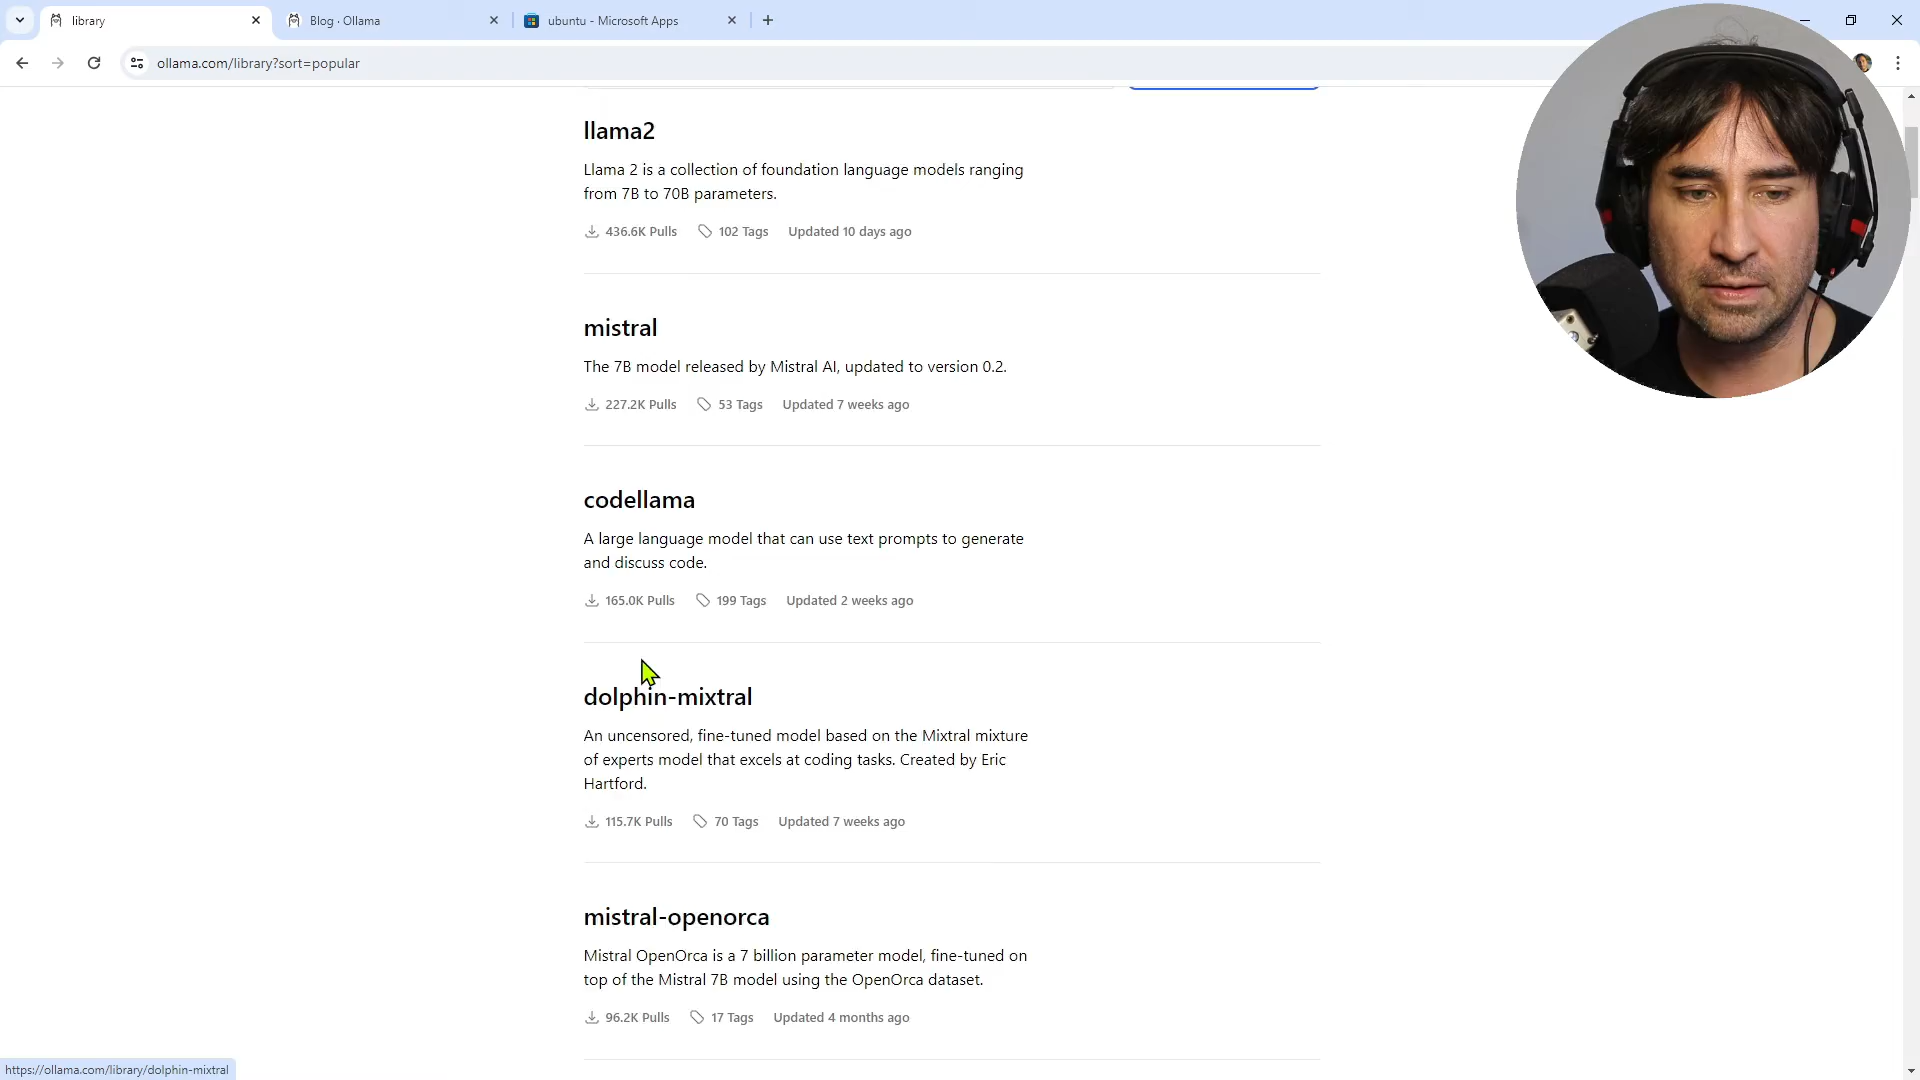 library
Blog · Ollama
ubuntu - Microsoft Apps
ollama.com/library?sort=popular
llama2
Llama 2 is a collection of foundation language models ranging
from 7B to 70B parameters.
436.6K Pulls 102 Tags Updated 10 days ago
mistral
The 7B model released by Mistral AI, updated to version 0.2.
227.2K Pulls 53 Tags Updated 7 weeks ago
codellama
A large language model that can use text prompts to generate
and discuss code.
165.0K Pulls 199 Tags Updated 2 weeks ago
dolphin-mixtral
An uncensored, fine-tuned model based on the Mixtral mixture
of experts model that excels at coding tasks. Created by Eric
Hartford.
115.7K Pulls 70 Tags Updated 7 weeks ago
mistral-openorca
Mistral OpenOrca is a 7 billion parameter model, fine-tuned on
top of the Mistral 7B model using the OpenOrca dataset.
96.2K Pulls 17 Tags Updated 4 months ago
https://ollama.com/library/dolphin-mixtral